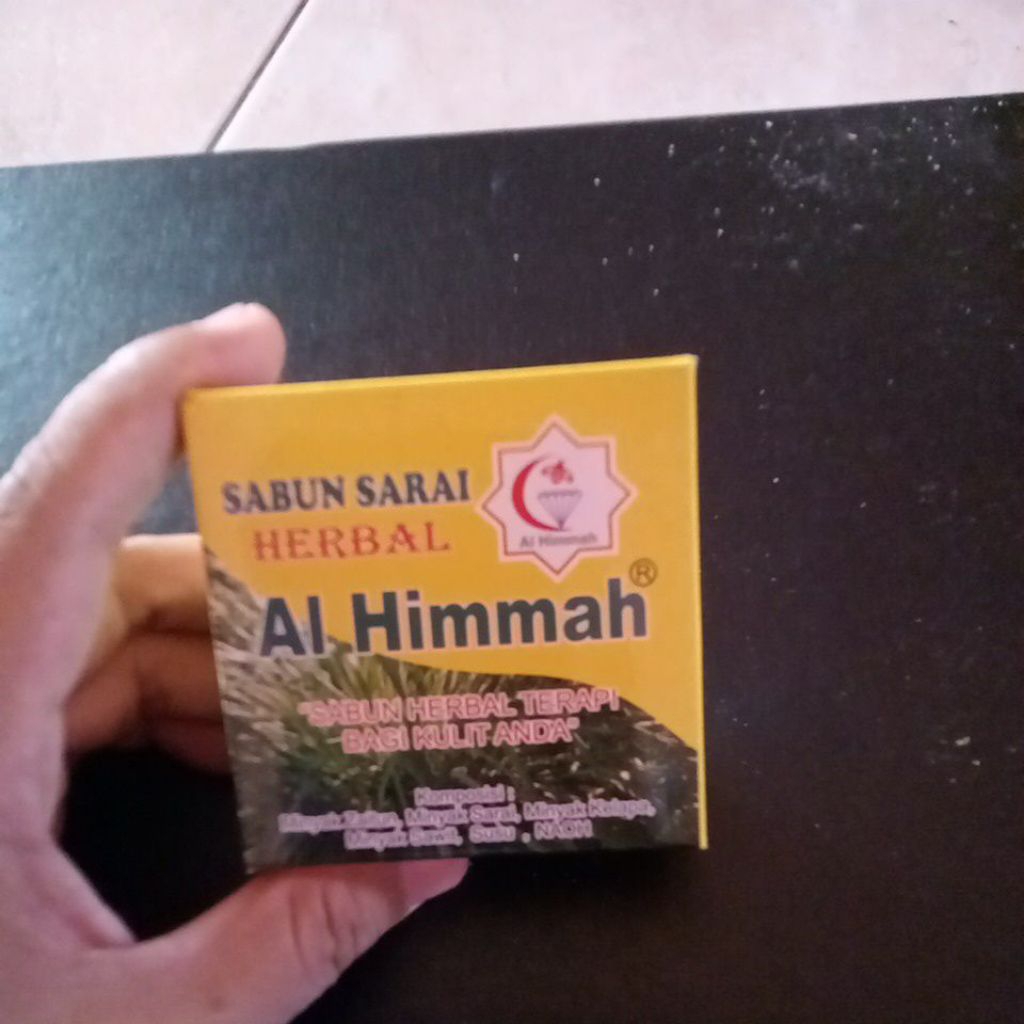 SABUN SARAI
HERBAL
Al Himmah
Al Himmah®
"SABUN HERBAL TERAPI
BAGI KULIT ANDA"
Komposisi :
Minyak Zaitun, Minyak Sarai, Minyak Kelapa,
Minyak Sawit, Susu , NAOH